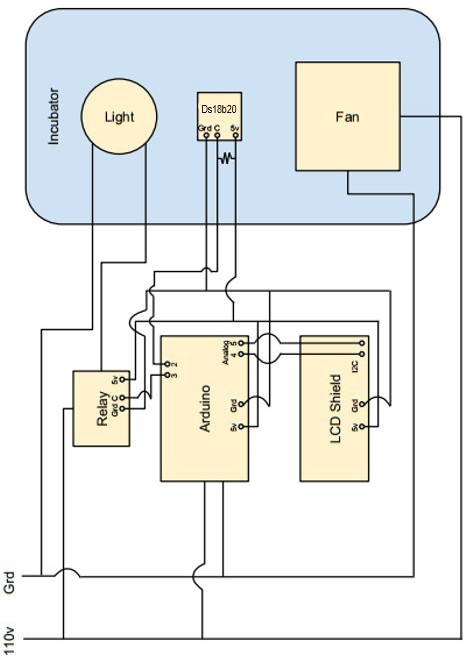 Incubator
Light
Ds18b20
Grd C 5v
Fan
Relay
5v
C
Grd
2
3
Arduino
Analog
5
4
Grd
5v
LCD Shield
I2C
Grd
5v
Grd
110v